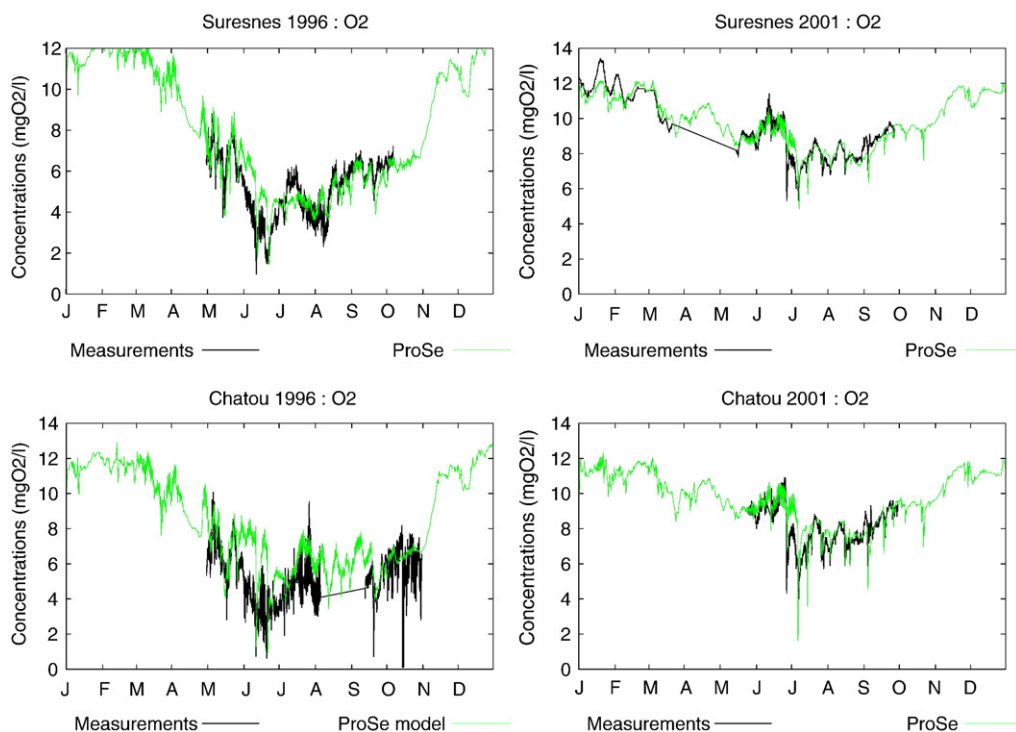 Suresnes 1996 : O2
Concentrations (mgO2/l)
12
10
8
6
4
2
0
J F M A M J J A S O N D
Measurements ProSe
Suresnes 2001 : O2
Concentrations (mgO2/l)
14
12
10
8
6
4
2
0
J F M A M J J A S O N D
Measurements ProSe
Chatou 1996 : O2
Concentrations (mgO2/l)
14
12
10
8
6
4
2
0
J F M A M J J A S O N D
Measurements ProSe model
Chatou 2001 : O2
Concentrations (mgO2/l)
14
12
10
8
6
4
2
0
J F M A M J J A S O N D
Measurements ProSe